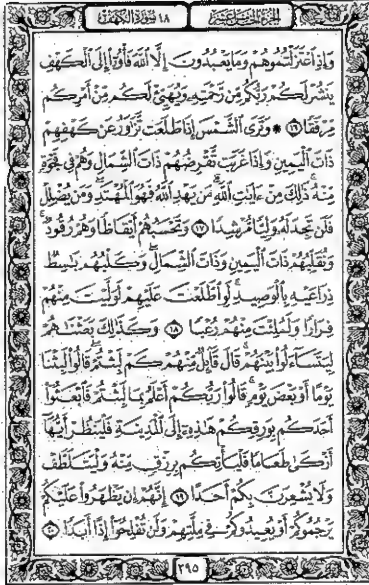 الجزء الخامس عشر ١٨ سورة الكهف
وَإِذِ ٱعْتَزَلْتُمُوهُمْ وَمَا يَعْبُدُونَ إِلَّا ٱللَّهَ فَأْوُۥٓا۟ إِلَى ٱلْكَهْفِ
يَنشُرْ لَكُمْ رَبُّكُم مِّن رَّحْمَتِهِۦ وَيُهَيِّئْ لَكُم مِّنْ أَمْرِكُم
مِّرْفَقًا ١٦ ۞ وَتَرَى ٱلشَّمْسَ إِذَا طَلَعَت تَّزَٰوَرُ عَن كَهْفِهِمْ
ذَاتَ ٱلْيَمِينِ وَإِذَا غَرَبَت تَّقْرِضُهُمْ ذَاتَ ٱلشِّمَالِ وَهُمْ فِى فَجْوَةٍ
مِّنْهُ ۚ ذَٰلِكَ مِنْ ءَايَٰتِ ٱللَّهِ ۗ مَن يَهْدِ ٱللَّهُ فَهُوَ ٱلْمُهْتَدِ ۖ وَمَن يُضْلِلْ
فَلَن تَجِدَ لَهُۥ وَلِيًّا مُّرْشِدًا ١٧ وَتَحْسَبُهُمْ أَيْقَاظًا وَهُمْ رُقُودٌ ۚ
وَنُقَلِّبُهُمْ ذَاتَ ٱلْيَمِينِ وَذَاتَ ٱلشِّمَالِ ۖ وَكَلْبُهُم بَٰسِطٌ
ذِرَاعَيْهِ بِٱلْوَصِيدِ ۚ لَوِ ٱطَّلَعْتَ عَلَيْهِمْ لَوَلَّيْتَ مِنْهُمْ
فِرَارًا وَلَمُلِئْتَ مِنْهُمْ رُعْبًا ١٨ وَكَذَٰلِكَ بَعَثْنَٰهُمْ
لِيَتَسَآءَلُوا۟ بَيْنَهُمْ ۚ قَالَ قَآئِلٌ مِّنْهُمْ كَمْ لَبِثْتُمْ ۖ قَالُوا۟ لَبِثْنَا
يَوْمًا أَوْ بَعْضَ يَوْمٍ ۚ قَالُوا۟ رَبُّكُمْ أَعْلَمُ بِمَا لَبِثْتُمْ فَٱبْعَثُوٓا۟
أَحَدَكُم بِوَرِقِكُمْ هَٰذِهِۦٓ إِلَى ٱلْمَدِينَةِ فَلْيَنظُرْ أَيُّهَآ
أَزْكَىٰ طَعَامًا فَلْيَأْتِكُم بِرِزْقٍ مِّنْهُ وَلْيَتَلَطَّفْ
وَلَا يُشْعِرَنَّ بِكُمْ أَحَدًا ١٩ إِنَّهُمْ إِن يَظْهَرُوا۟ عَلَيْكُمْ
يَرْجُمُوكُمْ أَوْ يُعِيدُوكُمْ فِى مِلَّتِهِمْ وَلَن تُفْلِحُوٓا۟ إِذًا أَبَدًا ٢٠
٢٩٥